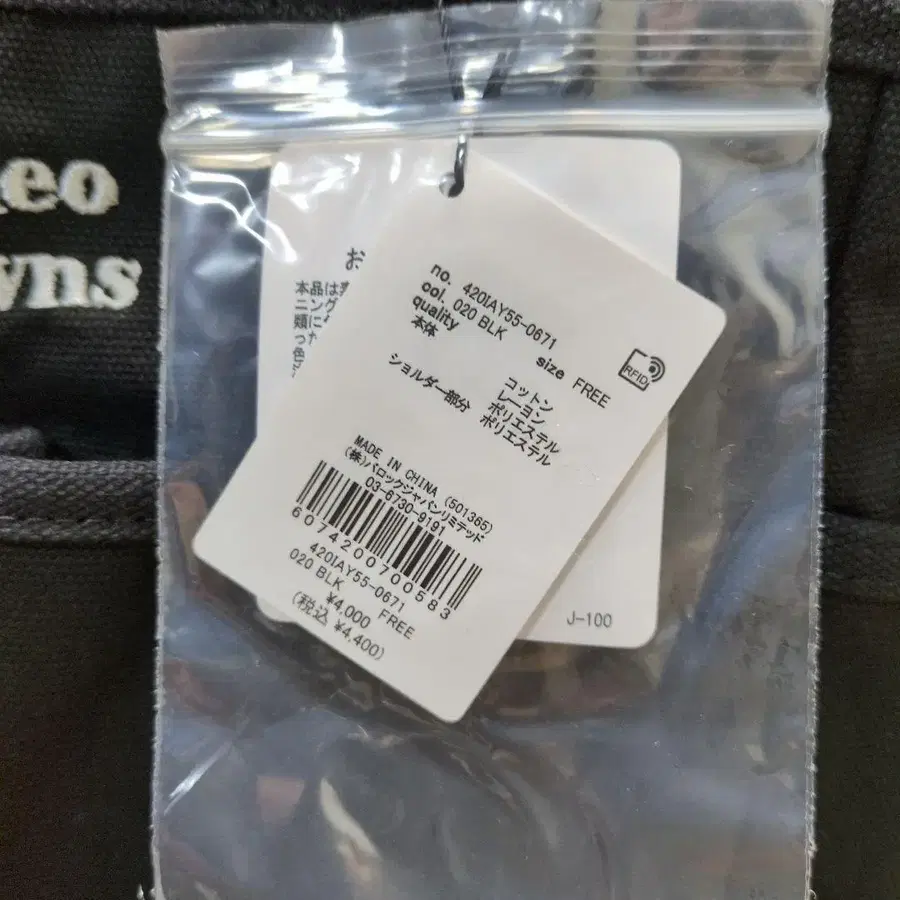 eo
wns
お
本品は
ニング
類に
っ
色
no. 420IAY55-0671
col. 020 BLK size FREE
quality
本体 コットン
レーヨン
ポリエステル
ショルダー部分 ポリエステル
RFID
MADE IN CHINA (501365)
(株)バロックジャパンリミテッド
03-6730-9191
6074200700583
420IAY55-0671
020 BLK FREE
¥4,000
(税込 ¥4,400)
J-100